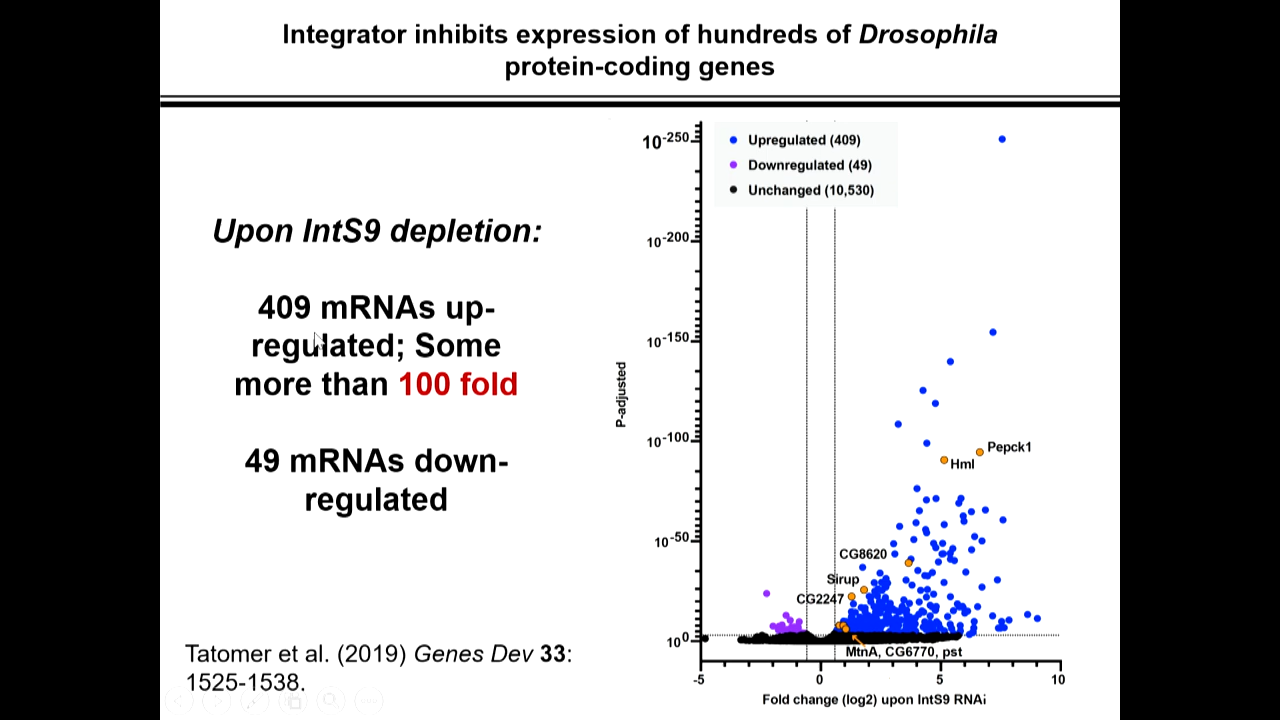 Integrator inhibits expression of hundreds of Drosophila
protein-coding genes
Upon IntS9 depletion:
409 mRNAs up-
regulated; Some
more than 100 fold
49 mRNAs down-
regulated
Tatomer et al. (2019) Genes Dev 33:
1525-1538.
Upregulated (409)
Downregulated (49)
Unchanged (10,530)
P-adjusted
10-250
10-200
10-150
10-100
10-50
100
Pepck1
Hml
CG8620
Sirup
CG2247
MtnA, CG6770, pst
-5 0 5 10
Fold change (log2) upon IntS9 RNAi